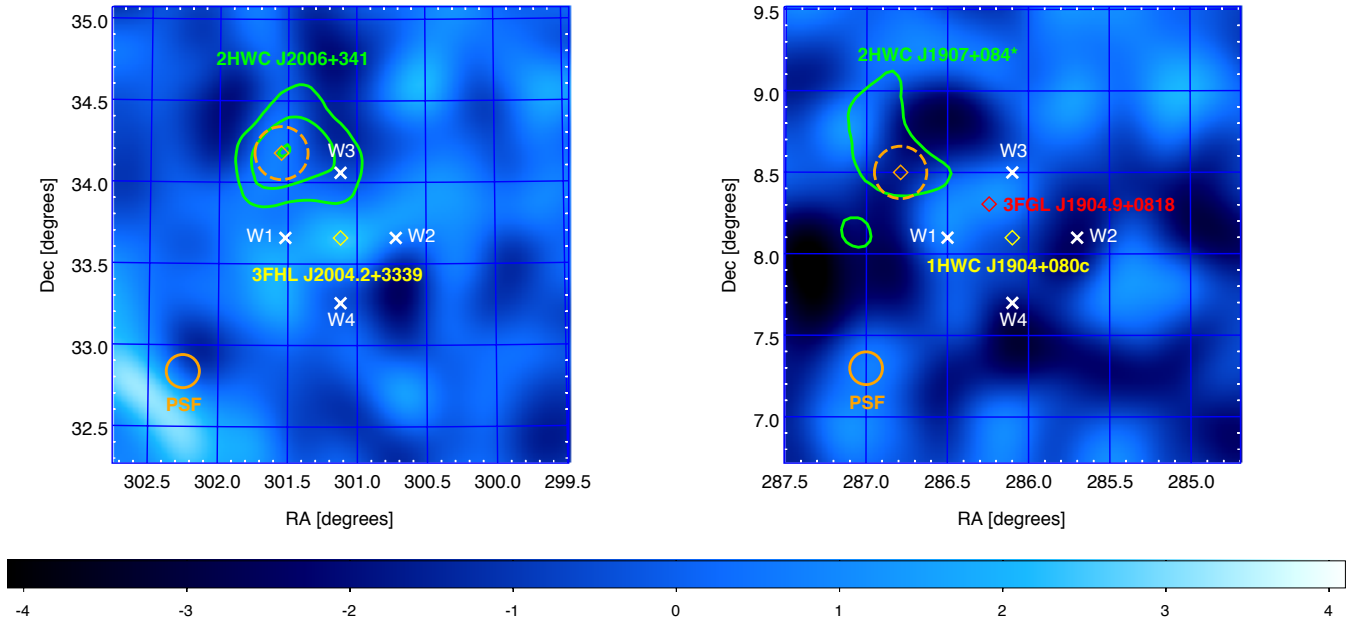 35.0
34.5
34.0
33.5
33.0
32.5
Dec [degrees]
2HWC J2006+341
W3
W1
W2
3FHL J2004.2+3339
W4
PSF
302.5 302.0 301.5 301.0 300.5 300.0 299.5
RA [degrees]
9.5
9.0
8.5
8.0
7.5
7.0
Dec [degrees]
2HWC J1907+084*
W3
3FGL J1904.9+0818
W1
W2
1HWC J1904+080c
W4
PSF
287.5 287.0 286.5 286.0 285.5 285.0
RA [degrees]
-4 -3 -2 -1 0 1 2 3 4